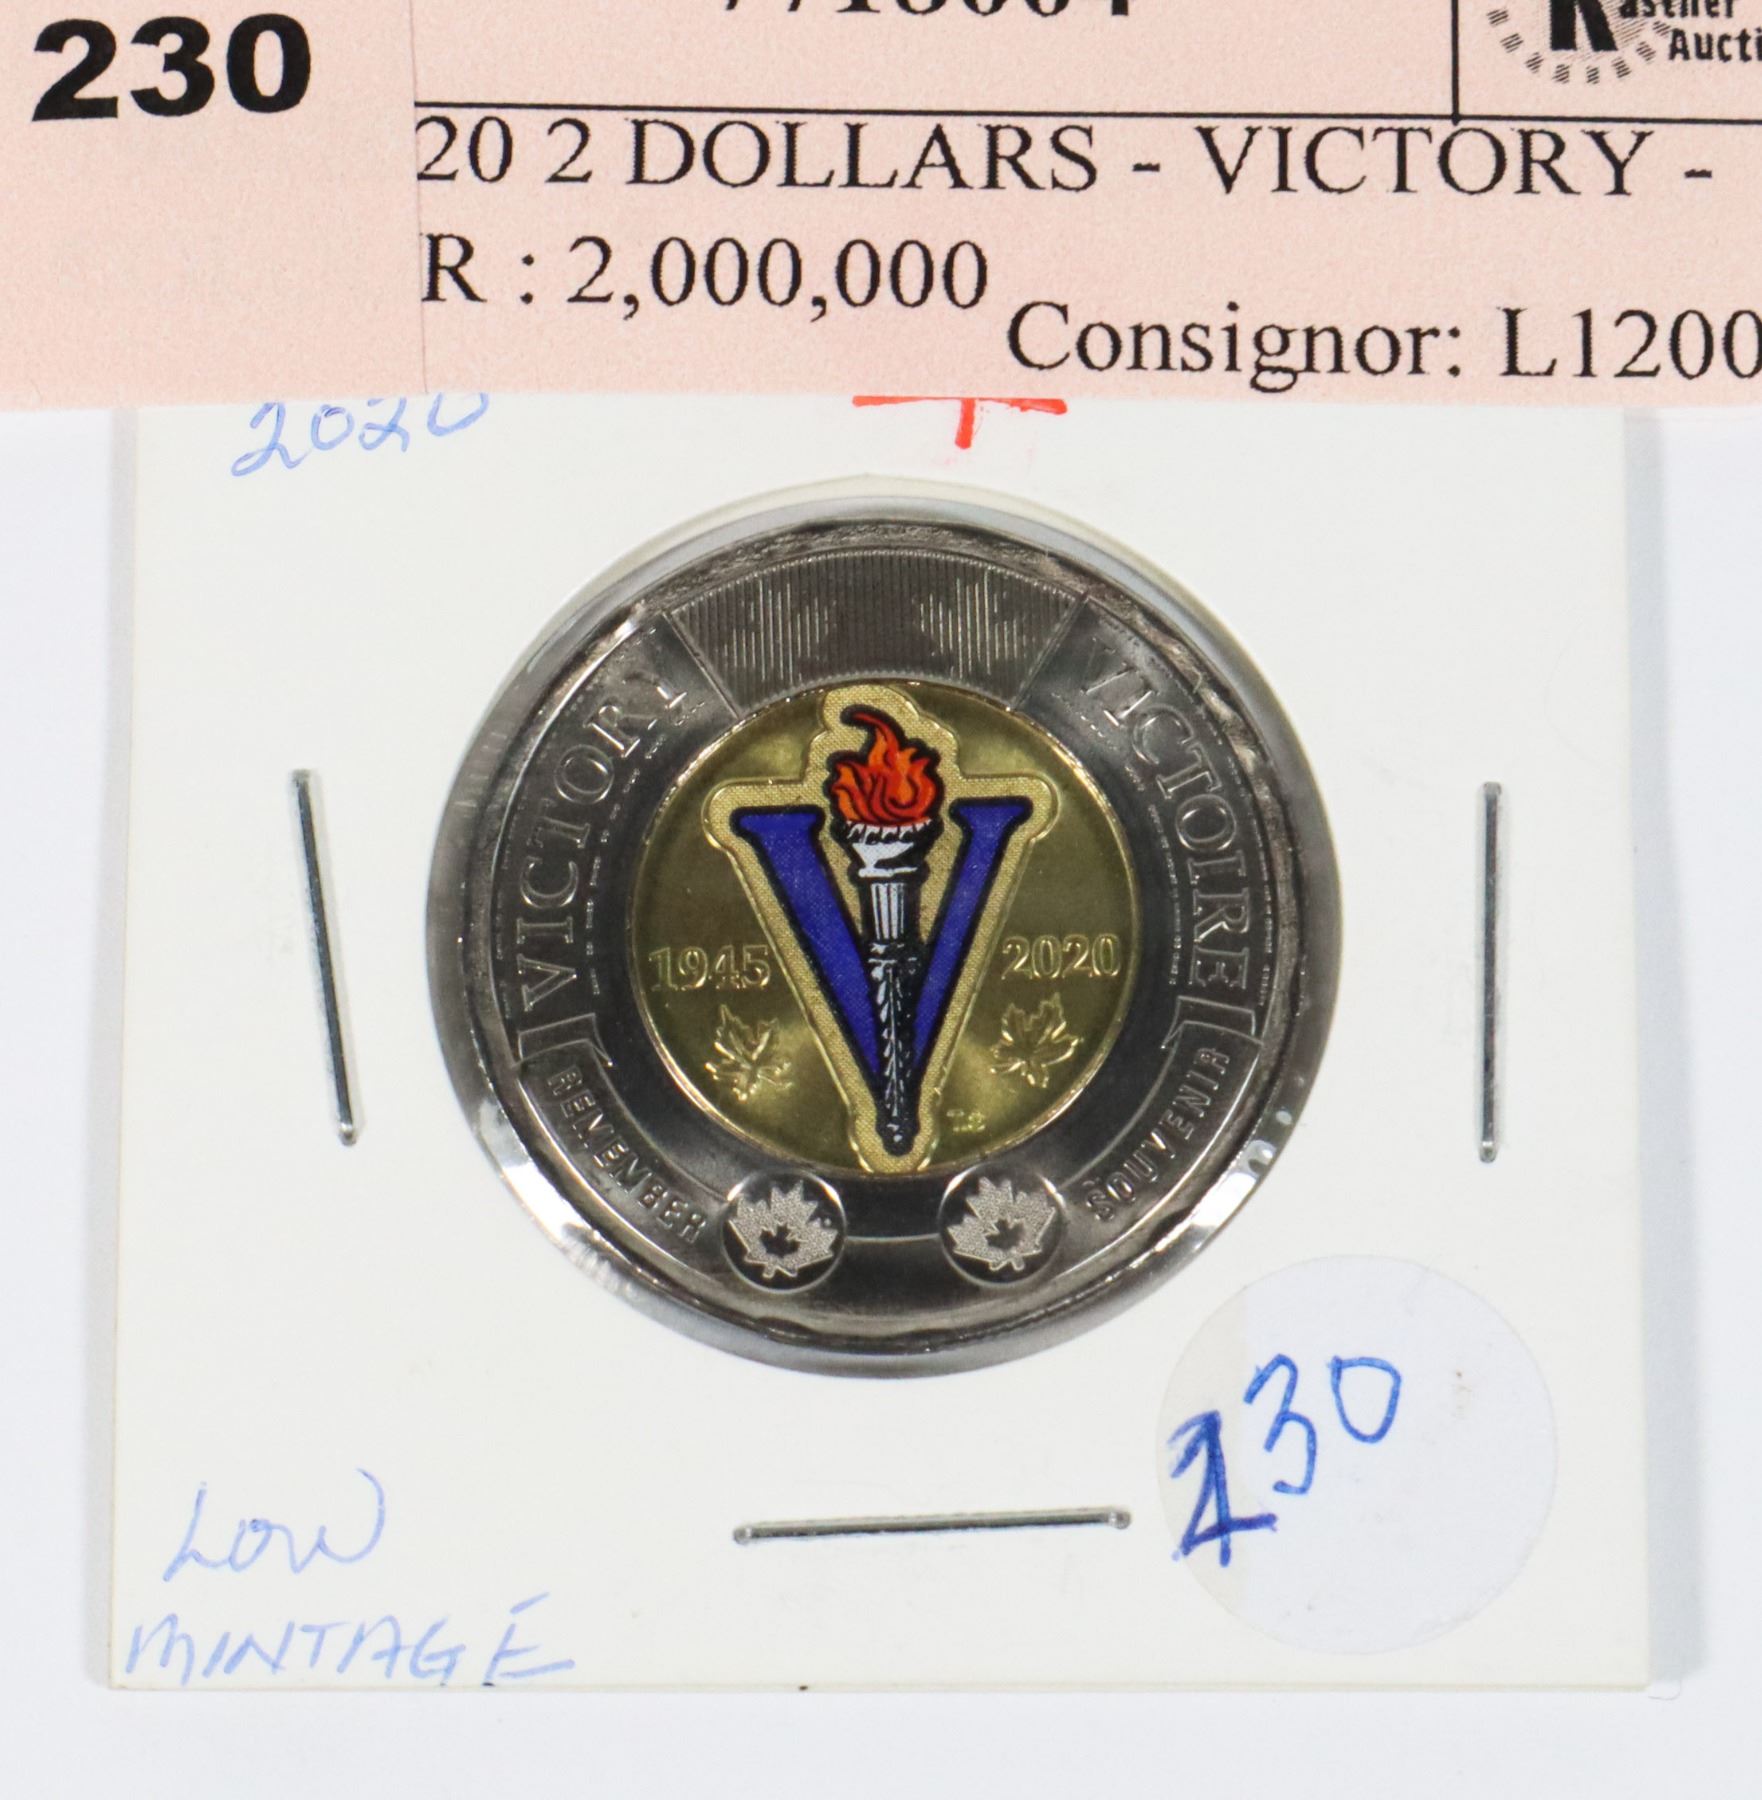 230
Aucti
20 2 DOLLARS - VICTORY -
R : 2,000,000
Consignor: L1200
2020
VICTORY
VICTOIRE
1945
2020
REMEMBER
SOUVENIR
230
LOW
MINTAGE